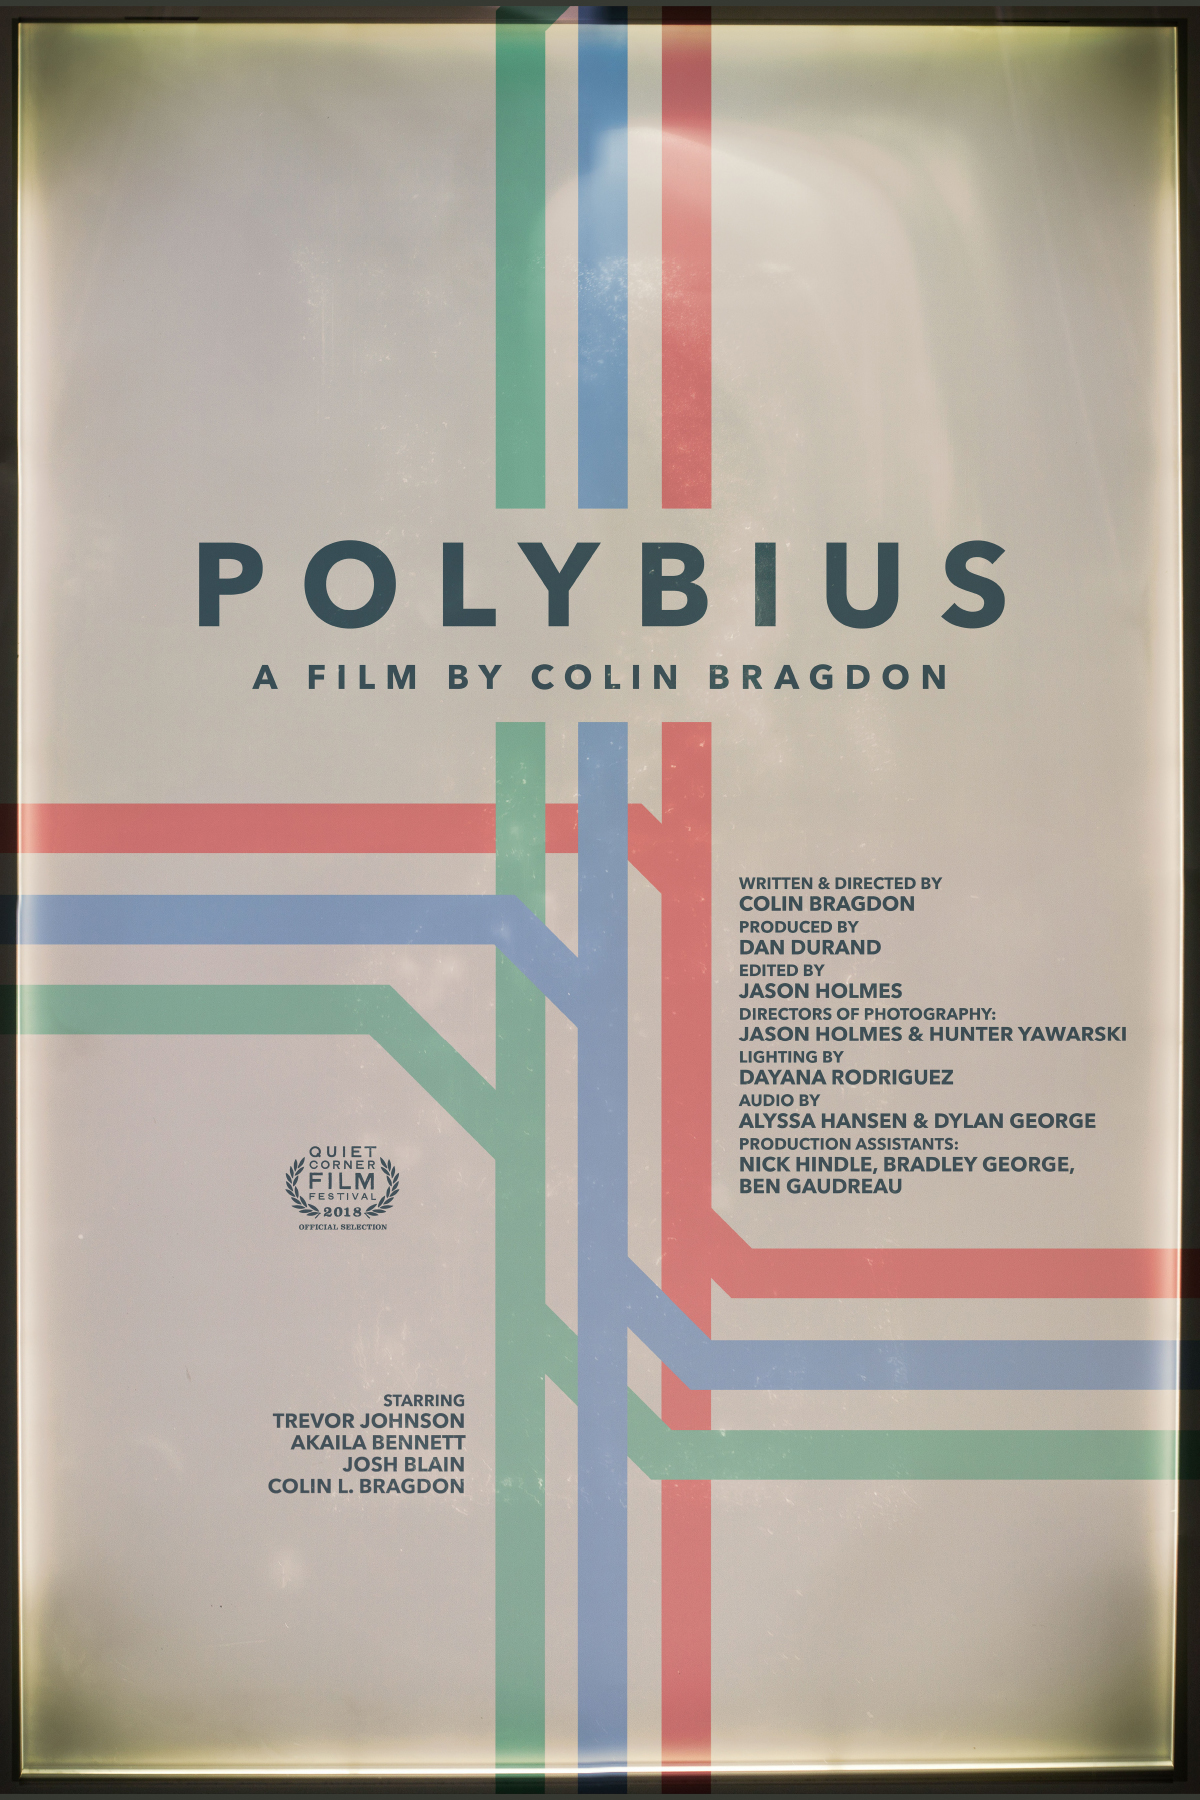 POLYBIUS
A FILM BY COLIN BRAGDON
WRITTEN & DIRECTED BY
COLIN BRAGDON
PRODUCED BY
DAN DURAND
EDITED BY
JASON HOLMES
DIRECTORS OF PHOTOGRAPHY:
JASON HOLMES & HUNTER YAWARSKI
LIGHTING BY
DAYANA RODRIGUEZ
AUDIO BY
ALYSSA HANSEN & DYLAN GEORGE
PRODUCTION ASSISTANTS:
NICK HINDLE, BRADLEY GEORGE,
BEN GAUDREAU
QUIET
CORNER
FILM
FESTIVAL
2018
OFFICIAL SELECTION
STARRING
TREVOR JOHNSON
AKAILA BENNETT
JOSH BLAIN
COLIN L. BRAGDON